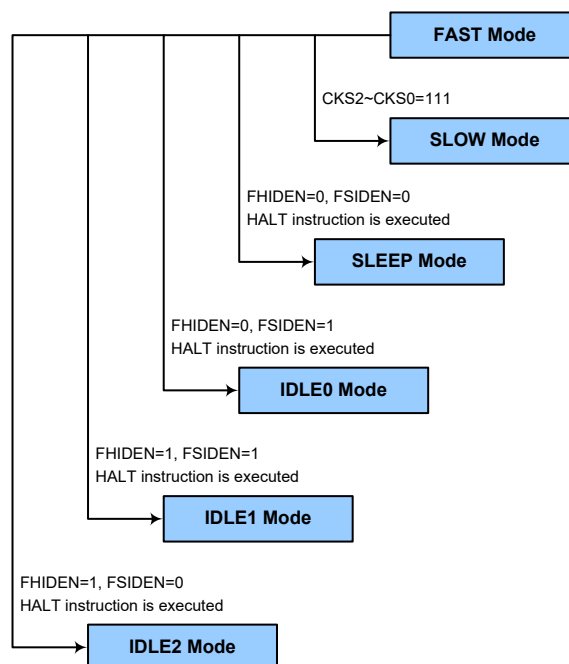 FAST Mode
CKS2~CKS0=111
SLOW Mode
FHIDEN=0, FSIDEN=0
HALT instruction is executed
SLEEP Mode
FHIDEN=0, FSIDEN=1
HALT instruction is executed
IDLE0 Mode
FHIDEN=1, FSIDEN=1
HALT instruction is executed
IDLE1 Mode
FHIDEN=1, FSIDEN=0
HALT instruction is executed
IDLE2 Mode